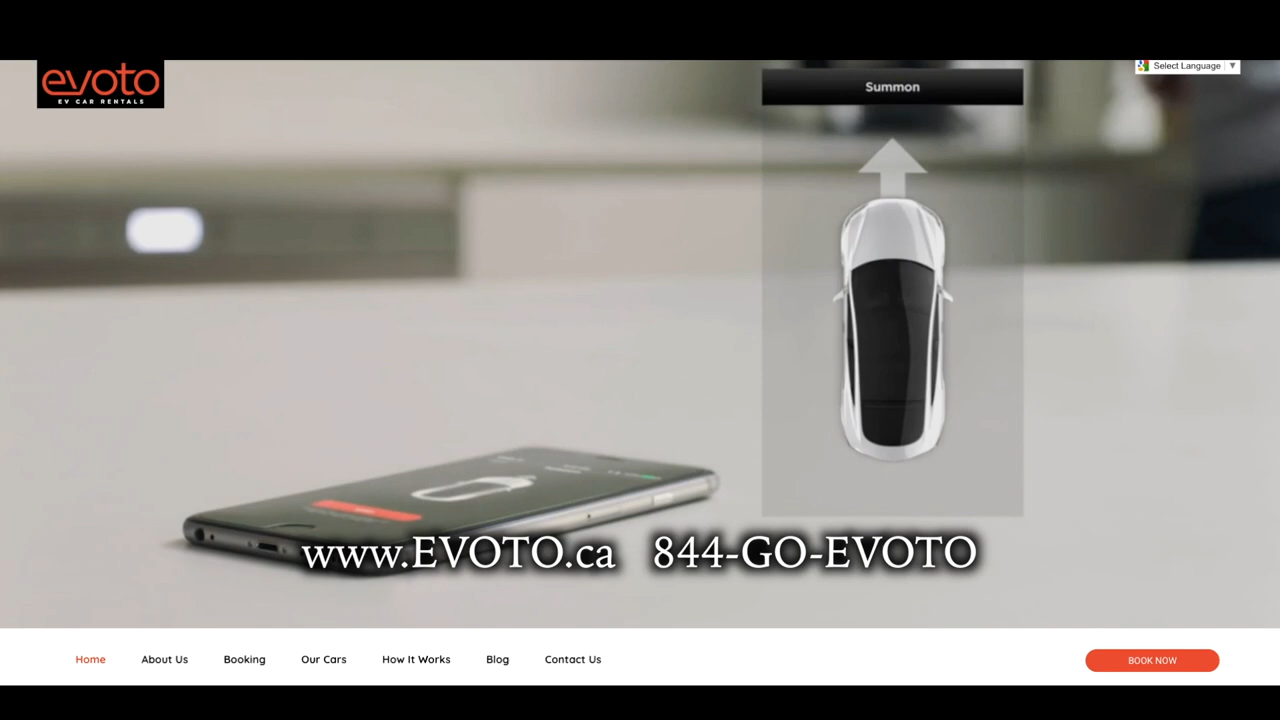 evoto
EV CAR RENTALS
Select Language ▼
Summon
www.EVOTO.ca 844-GO-EVOTO
Home About Us Booking Our Cars How It Works Blog Contact Us
BOOK NOW